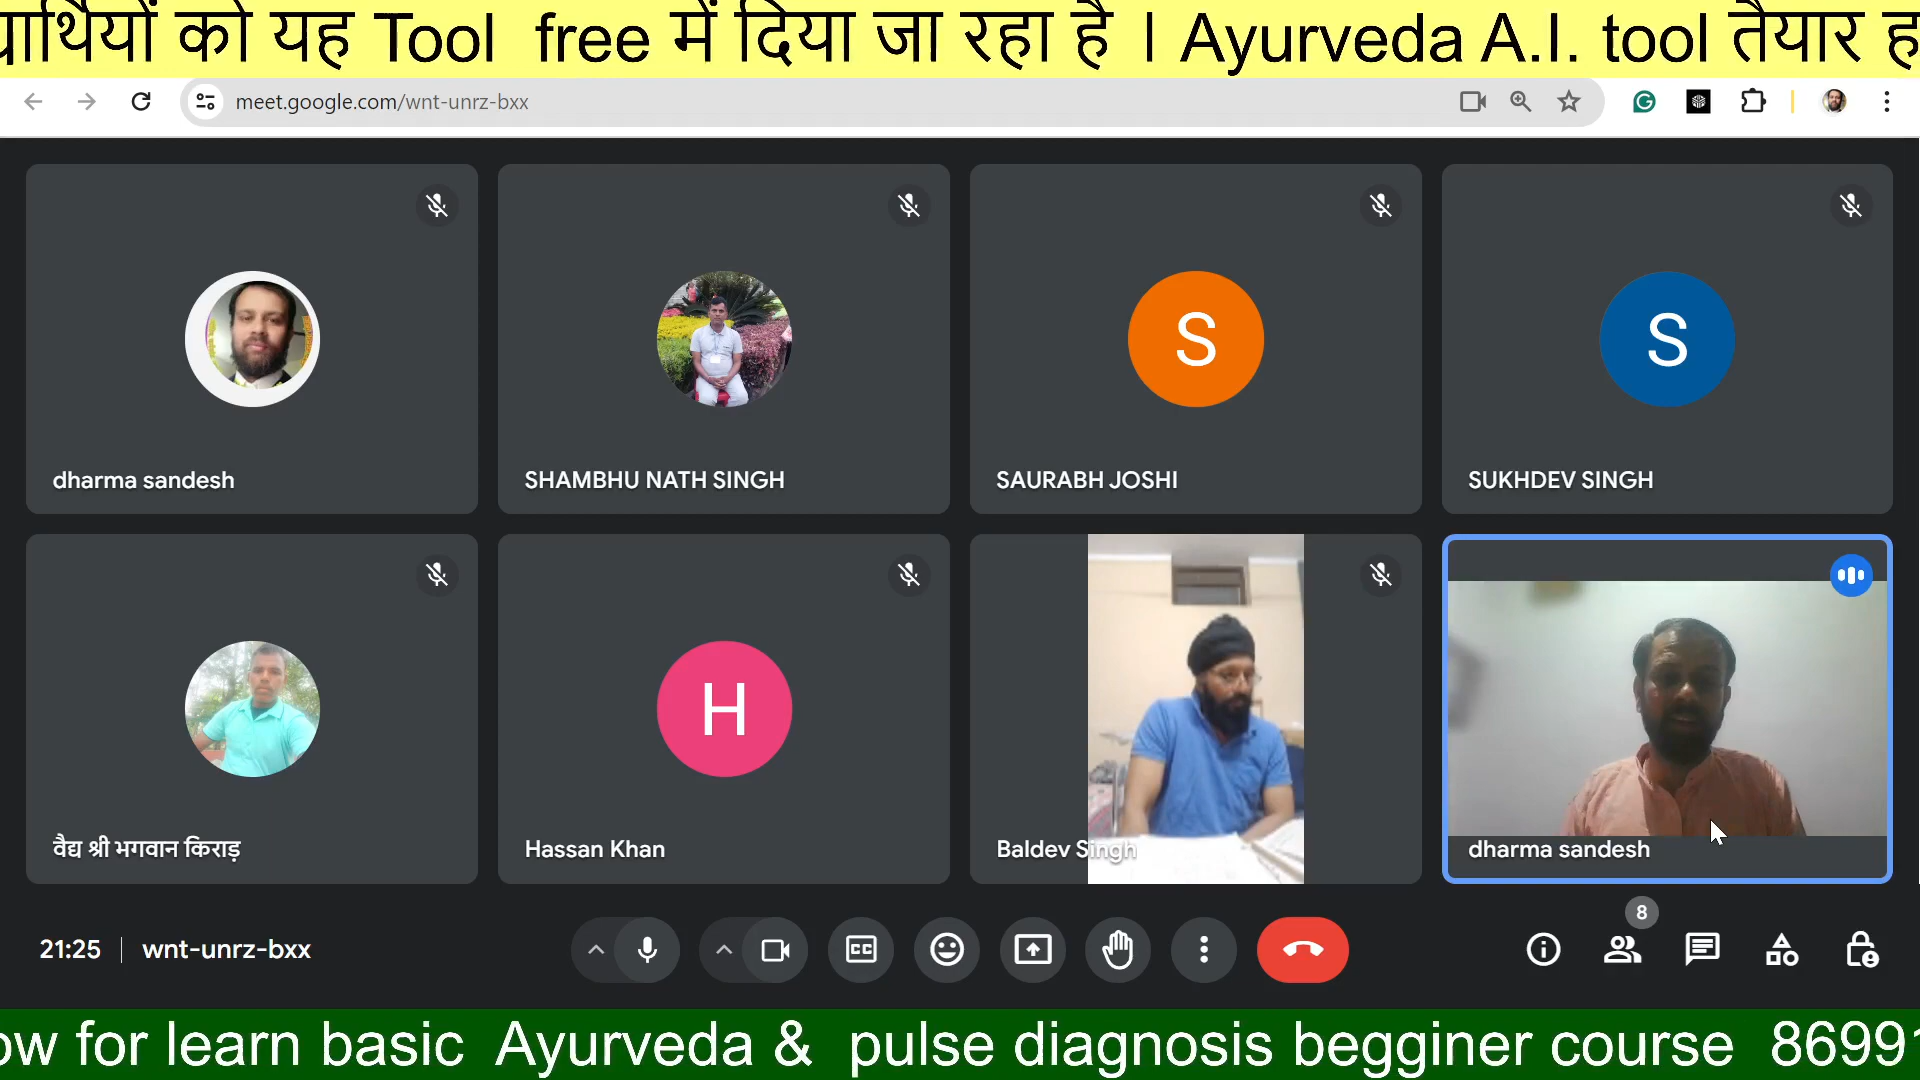 को यह Tool free में दिया जा रहा है । Ayurveda A.I. tool तैयार
meet.google.com/wnt-unrz-bxx
dharma sandesh
SHAMBHU NATH SINGH
SAURABH JOSHI
SUKHDEV SINGH
वैद्य श्री भगवान किराड़
Hassan Khan
Baldev Singh
dharma sandesh
21:25 wnt-unrz-bxx
8
for learn basic Ayurveda & pulse diagnosis begginer course 8699